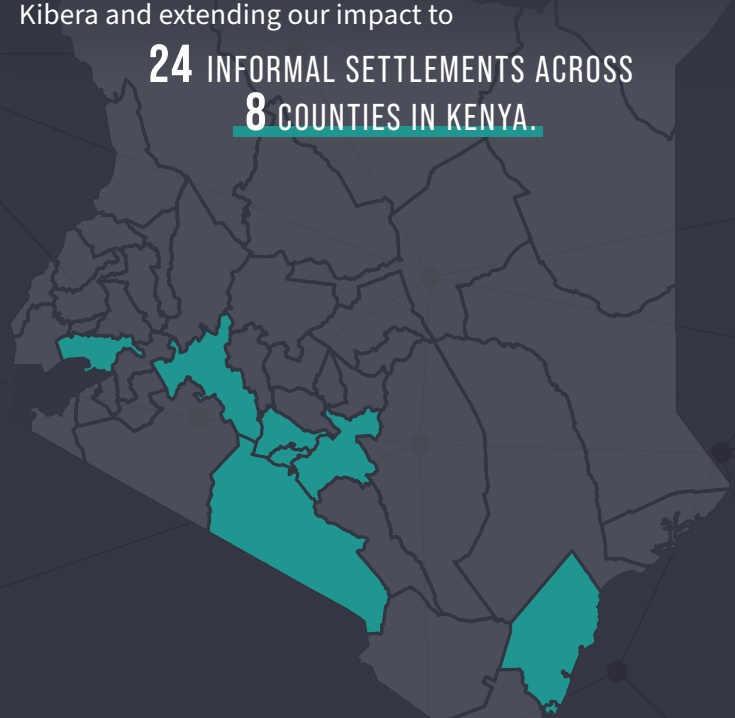 Kibera and extending our impact to
24 INFORMAL SETTLEMENTS ACROSS
8 COUNTIES IN KENYA.